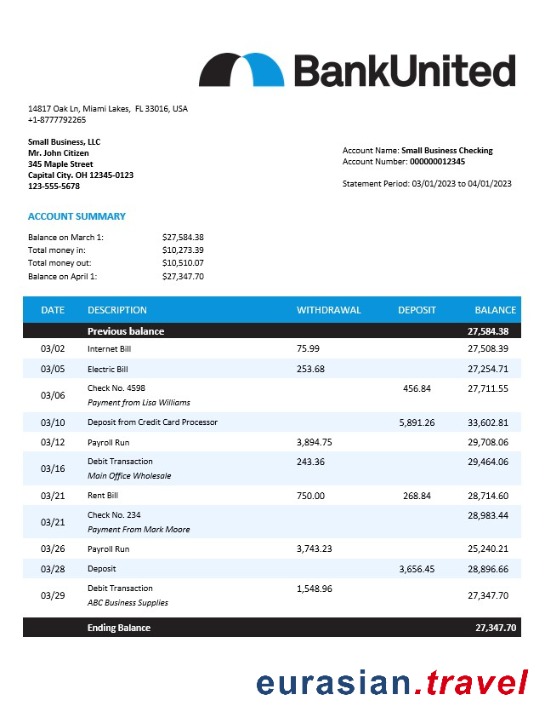 BankUnited
14817 Oak Ln, Miami Lakes, FL 33016, USA
+1-8777792265
Small Business, LLC
Mr. John Citizen
345 Maple Street
Capital City. OH 12345-0123
123-555-5678
Account Name: Small Business Checking
Account Number: 000000012345
Statement Period: 03/01/2023 to 04/01/2023
ACCOUNT SUMMARY
Balance on March 1: $27,584.38
Total money in: $10,273.39
Total money out: $10,510.07
Balance on April 1: $27,347.70
DATE DESCRIPTION WITHDRAWAL DEPOSIT BALANCE
Previous balance 27,584.38
03/02 Internet Bill 75.99 27,508.39
03/05 Electric Bill 253.68 27,254.71
03/06 Check No. 4598 456.84 27,711.55
Payment from Lisa Williams
03/10 Deposit from Credit Card Processor 5,891.26 33,602.81
03/12 Payroll Run 3,894.75 29,708.06
03/16 Debit Transaction 243.36 29,464.06
Main Office Wholesale
03/21 Rent Bill 750.00 268.84 28,714.60
03/21 Check No. 234 28,983.44
Payment From Mark Moore
03/26 Payroll Run 3,743.23 25,240.21
03/28 Deposit 3,656.45 28,896.66
03/29 Debit Transaction 1,548.96 27,347.70
ABC Business Supplies
Ending Balance 27,347.70
eurasian.travel